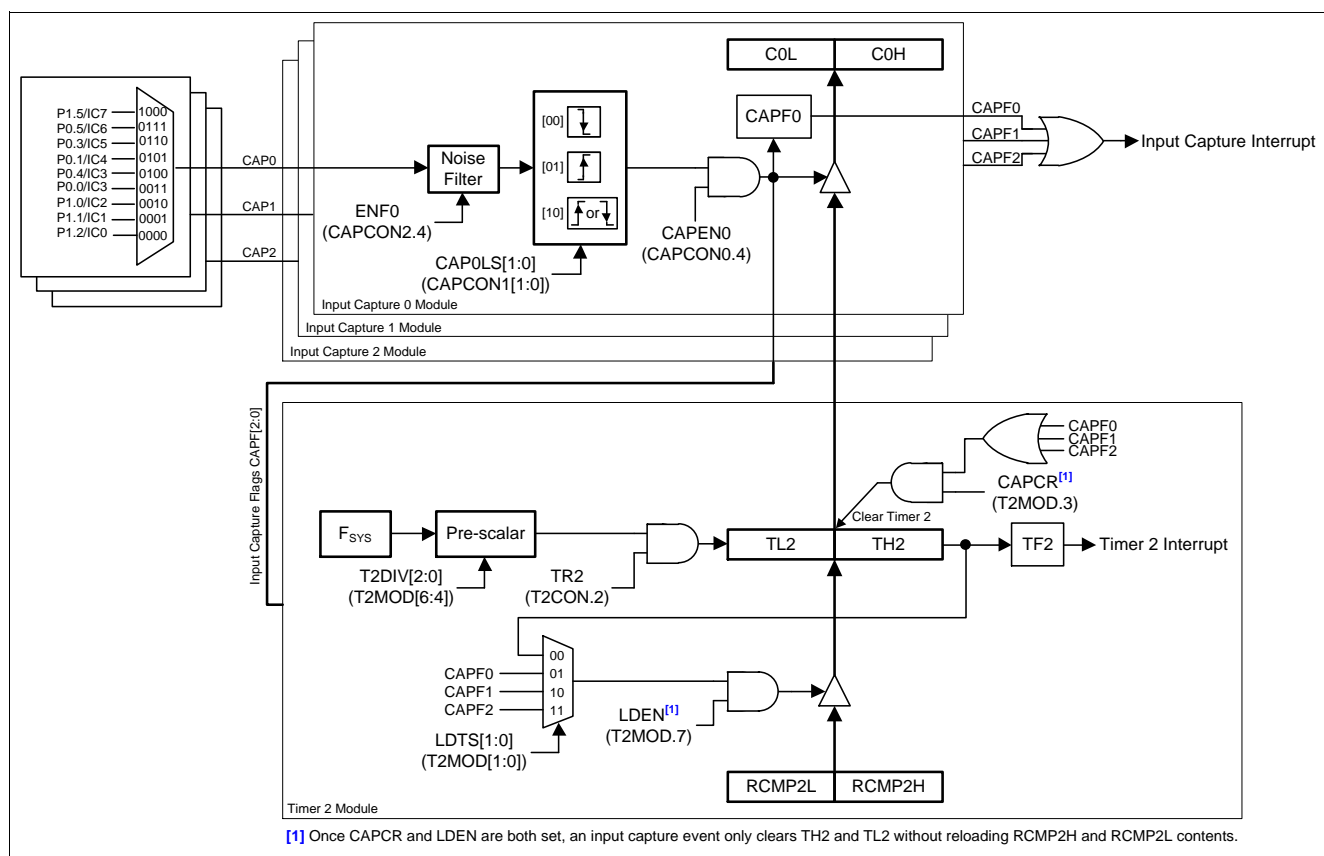 C0L C0H
P1.5/IC7 1000
P0.5/IC6 0111
P0.3/IC5 0110
P0.1/IC4 0101
P0.4/IC3 0100
P0.0/IC3 0011
P1.0/IC2 0010
P1.1/IC1 0001
P1.2/IC0 0000
CAP0
CAP1
CAP2
Noise
Filter
ENF0
(CAPCON2.4)
[00]
[01]
[10] or
CAP0LS[1:0]
(CAPCON1[1:0])
CAPF0
CAPEN0
(CAPCON0.4)
CAPF0
CAPF1
CAPF2
Input Capture Interrupt
Input Capture 0 Module
Input Capture 1 Module
Input Capture 2 Module
Input Capture Flags CAPF[2:0]
CAPF0
CAPF1
CAPF2
CAPCR[1]
(T2MOD.3)
Clear Timer 2
FSYS
Pre-scalar
T2DIV[2:0]
(T2MOD[6:4])
TR2
(T2CON.2)
TL2 TH2
TF2
Timer 2 Interrupt
00
CAPF0 01
CAPF1 10
CAPF2 11
LDTS[1:0]
(T2MOD[1:0])
LDEN[1]
(T2MOD.7)
RCMP2L RCMP2H
Timer 2 Module
[1] Once CAPCR and LDEN are both set, an input capture event only clears TH2 and TL2 without reloading RCMP2H and RCMP2L contents.